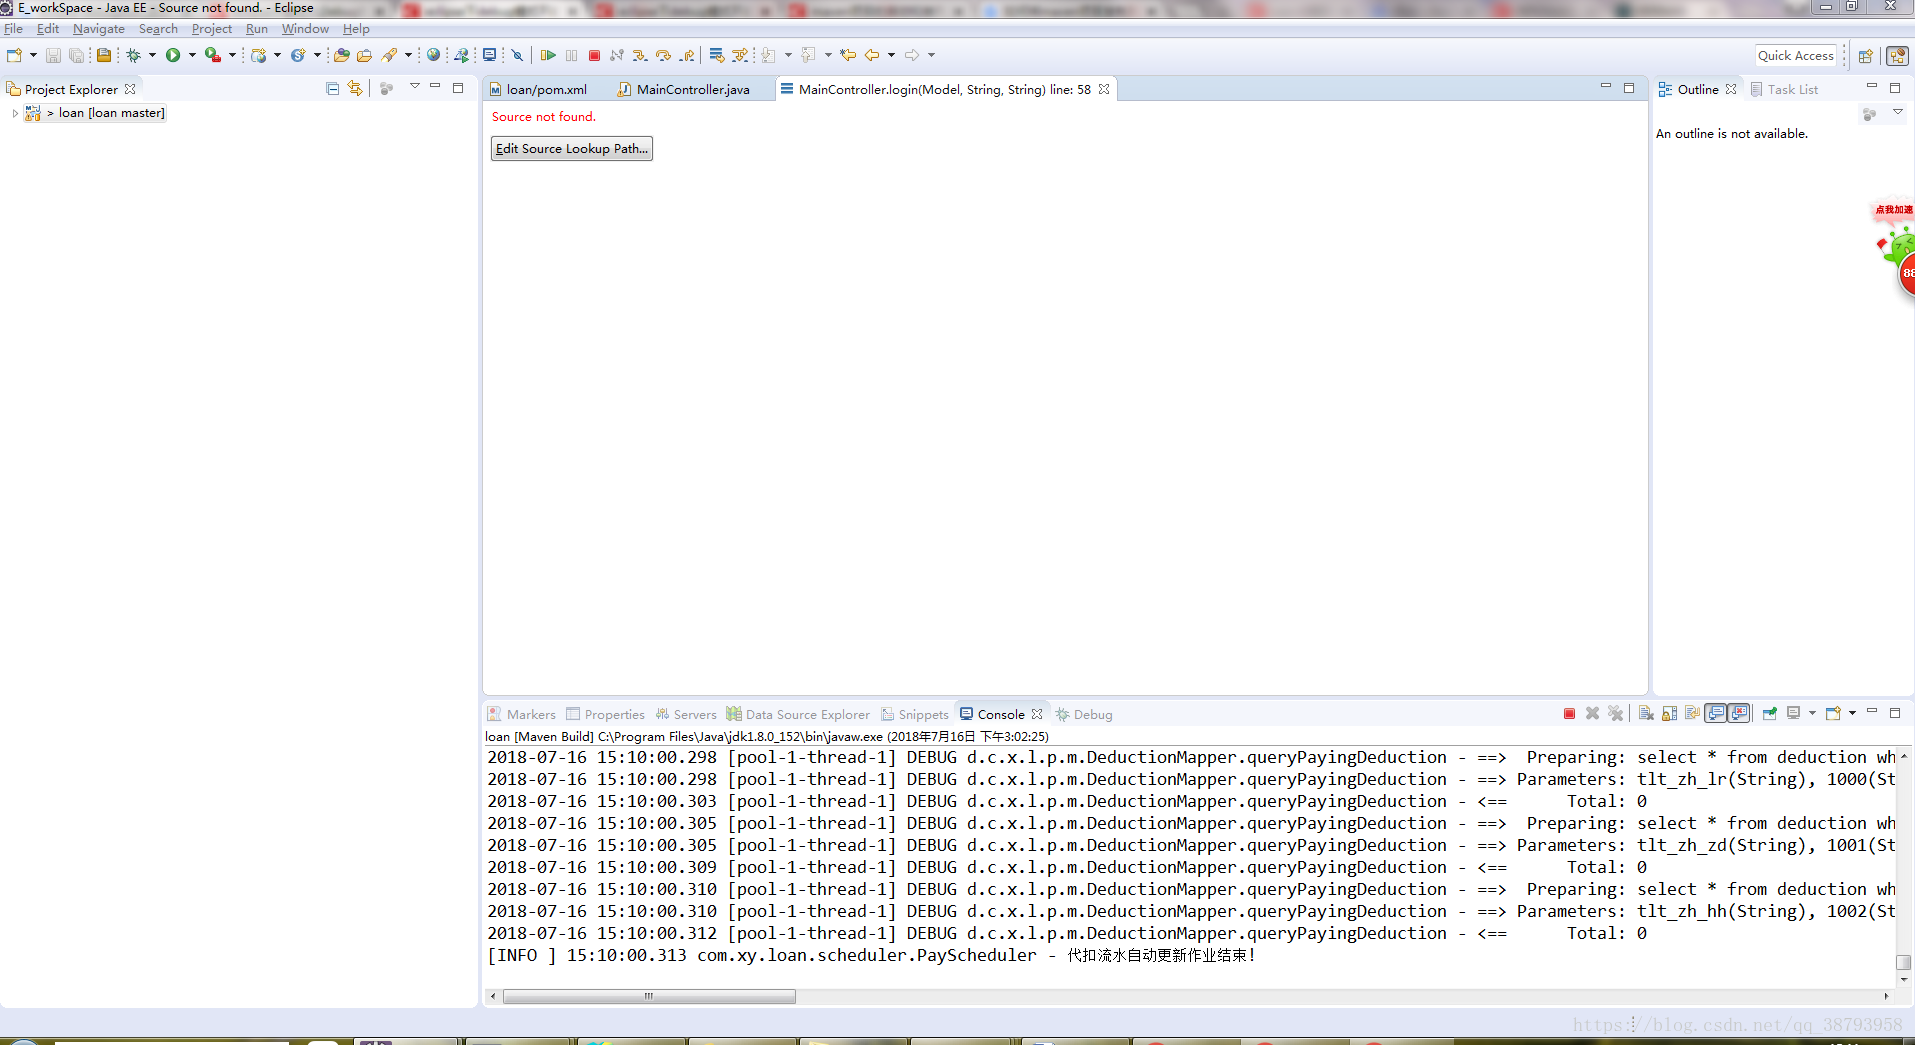 E_workSpace - Java EE - Source not found. - Eclipse
File Edit Navigate Search Project Run Window Help
Quick Access
Project Explorer
> loan [loan master]
loan/pom.xml
MainController.java
MainController.login(Model, String, String) line: 58
Source not found.
Edit Source Lookup Path...
Outline
Task List
An outline is not available.
点我加速
88
Markers Properties Servers Data Source Explorer Snippets Console Debug
loan [Maven Build] C:\Program Files\Java\jdk1.8.0_152\bin\javaw.exe (2018年7月16日 下午3:02:25)
2018-07-16 15:10:00.298 [pool-1-thread-1] DEBUG d.c.x.l.p.m.DeductionMapper.queryPayingDeduction - ==>  Preparing: select * from deduction wh
2018-07-16 15:10:00.298 [pool-1-thread-1] DEBUG d.c.x.l.p.m.DeductionMapper.queryPayingDeduction - ==> Parameters: tlt_zh_lr(String), 1000(St
2018-07-16 15:10:00.303 [pool-1-thread-1] DEBUG d.c.x.l.p.m.DeductionMapper.queryPayingDeduction - <==      Total: 0
2018-07-16 15:10:00.305 [pool-1-thread-1] DEBUG d.c.x.l.p.m.DeductionMapper.queryPayingDeduction - ==>  Preparing: select * from deduction wh
2018-07-16 15:10:00.305 [pool-1-thread-1] DEBUG d.c.x.l.p.m.DeductionMapper.queryPayingDeduction - ==> Parameters: tlt_zh_zd(String), 1001(St
2018-07-16 15:10:00.309 [pool-1-thread-1] DEBUG d.c.x.l.p.m.DeductionMapper.queryPayingDeduction - <==      Total: 0
2018-07-16 15:10:00.310 [pool-1-thread-1] DEBUG d.c.x.l.p.m.DeductionMapper.queryPayingDeduction - ==>  Preparing: select * from deduction wh
2018-07-16 15:10:00.310 [pool-1-thread-1] DEBUG d.c.x.l.p.m.DeductionMapper.queryPayingDeduction - ==> Parameters: tlt_zh_hh(String), 1002(St
2018-07-16 15:10:00.312 [pool-1-thread-1] DEBUG d.c.x.l.p.m.DeductionMapper.queryPayingDeduction - <==      Total: 0
[INFO ] 15:10:00.313 com.xy.loan.scheduler.PayScheduler - 代扣流水自动更新作业结束!
https://blog.csdn.net/qq_38793958